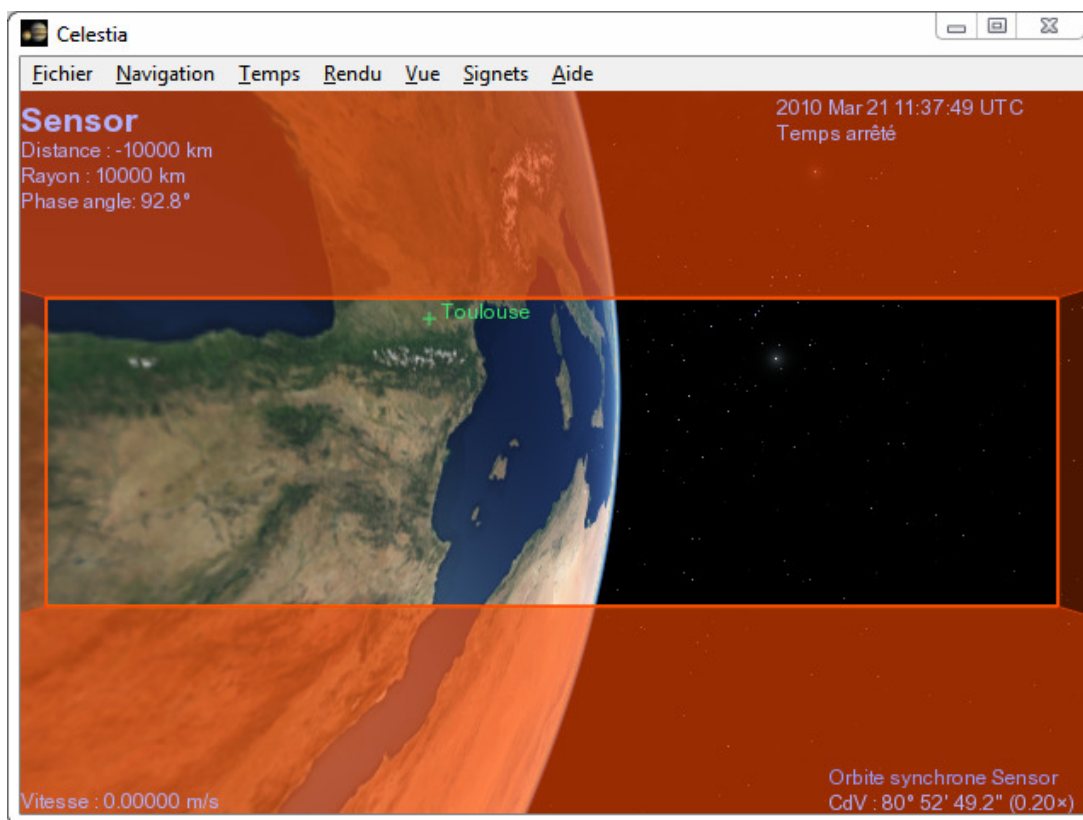 Celestia
Fichier Navigation Temps Rendu Vue Signets Aide
Sensor
Distance : -10000 km
Rayon : 10000 km
Phase angle: 92.8°
2010 Mar 21 11:37:49 UTC
Temps arrêté
Toulouse
Vitesse : 0.00000 m/s
Orbite synchrone Sensor
CdV : 80° 52' 49.2" (0.20×)